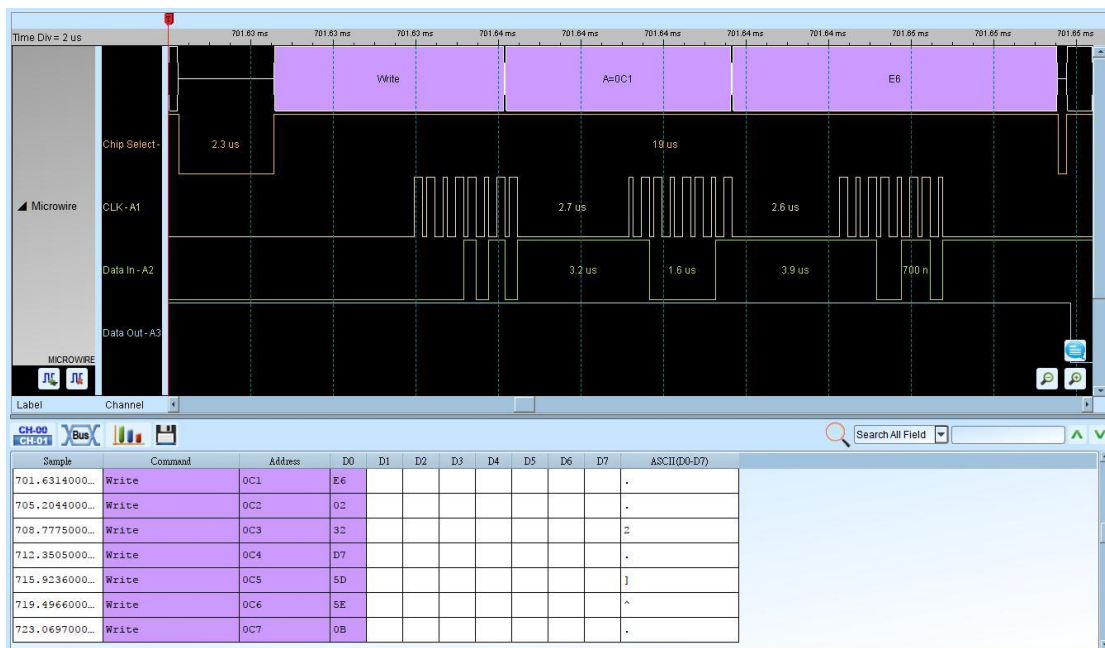 Time Div = 2 us 701.63 ms 701.63 ms 701.63 ms 701.64 ms 701.64 ms 701.64 ms 701.64 ms 701.65 ms 701.65 ms 701.65 ms 701.65 ms
Write A=0C1 E6
Chip Select - 2.3 us 19 us
Microwire CLK - A1 2.7 us 2.6 us
Data In - A2 3.2 us 1.6 us 3.9 us 700 n
Data Out - A3
MICROWIRE
Label Channel
CH-00 CH-01 Bus Search All Field
Sample Command Address D0 D1 D2 D3 D4 D5 D6 D7 ASCII(D0-D7)
701.6314000... Write 0C1 E6 .
705.2044000... Write 0C2 02 .
708.7775000... Write 0C3 32 2
712.3505000... Write 0C4 D7 .
715.9236000... Write 0C5 5D ]
719.4966000... Write 0C6 5E ^
723.0697000... Write 0C7 0B .